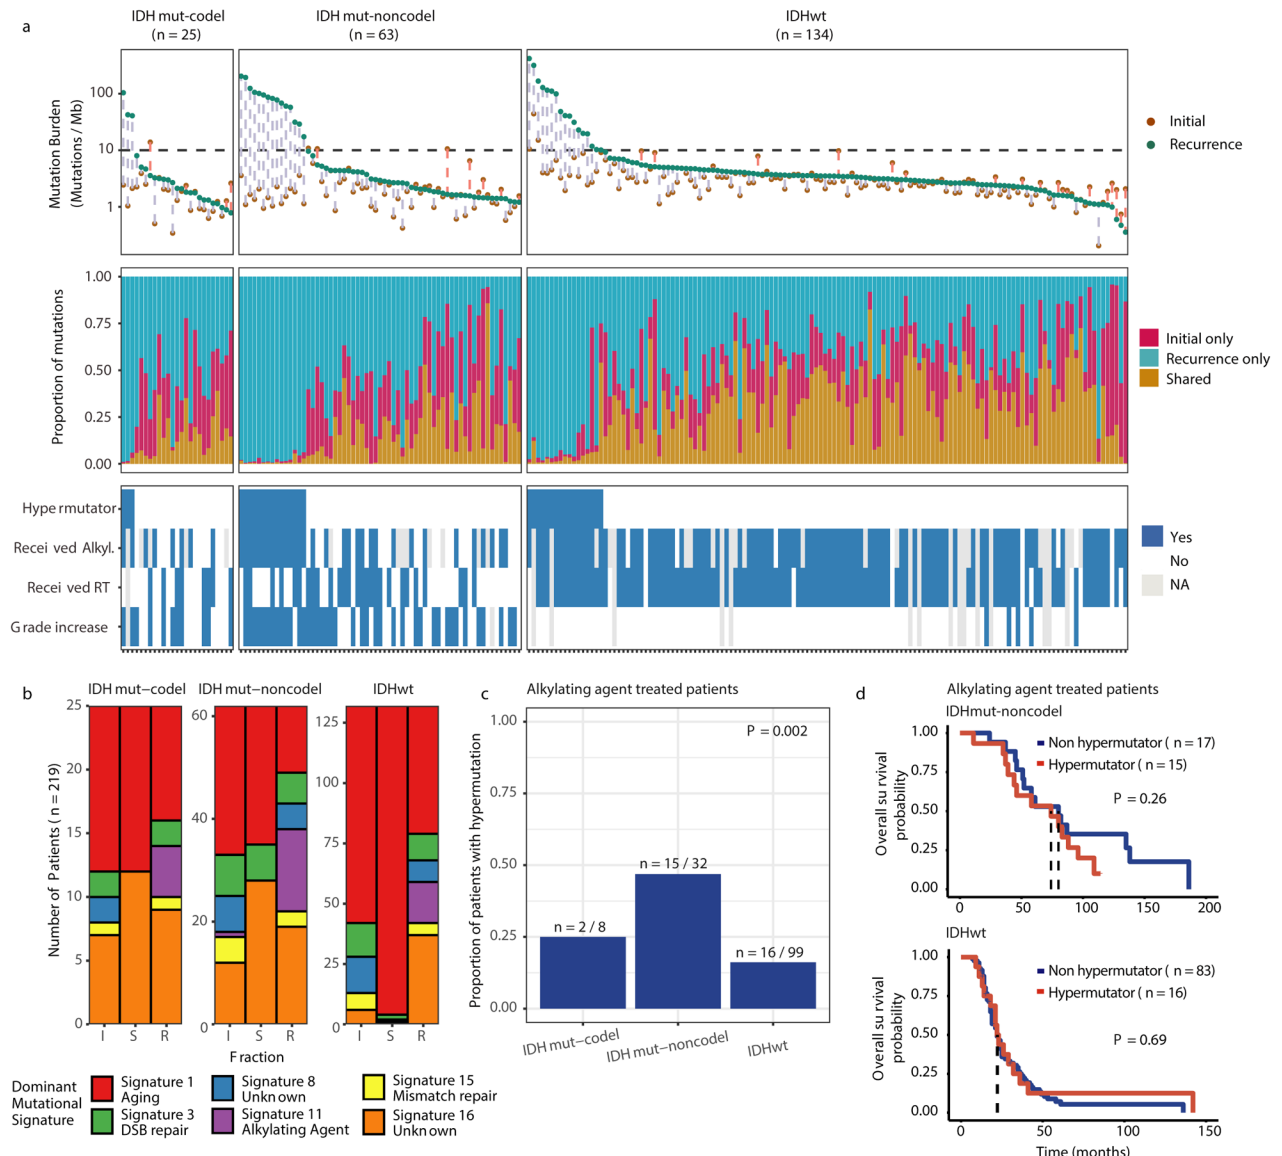 a
IDH mut-codel
(n = 25)
IDH mut-noncodel
(n = 63)
IDHwt
(n = 134)
Mutation Burden
(Mutations / Mb)
100
10
1
Initial
Recurrence
Proportion of mutations
1.00
0.75
0.50
0.25
0.00
Initial only
Recurrence only
Shared
Hype rmutator
Recei ved Alkyl.
Recei ved RT
G rade increase
Yes
No
NA
b
IDH mut−codel
IDH mut−noncodel
IDHwt
Number of Patients ( n = 219)
25
20
15
10
5
0
60
40
20
0
125
100
75
50
25
0
I S R
I S R
I S R
F raction
Dominant
Mutational
Signature
Signature 1
Aging
Signature 3
DSB repair
Signature 8
Unkn own
Signature 11
Alkylating Agent
Signature 15
Mismatch repair
Signature 16
Unkn own
c
Alkylating agent treated patients
Proportion of patients with hypermutation
1.00
0.75
0.50
0.25
0.00
P = 0.002
n = 2 / 8
n = 15 / 32
n = 16 / 99
IDH mut−codel
IDH mut−noncodel
IDHwt
d
Alkylating agent treated patients
IDHmut-noncodel
Overall su rvival
probability
1.00
0.75
0.50
0.25
0.00
Non hypermutator ( n = 17)
Hypermutator ( n = 15)
P = 0.26
0 50 100 150 200
IDHwt
Overall su rvival
probability
1.00
0.75
0.50
0.25
0.00
Non hypermutator ( n = 83)
Hypermutator ( n = 16)
P = 0.69
0 50 100 150
Time (months)